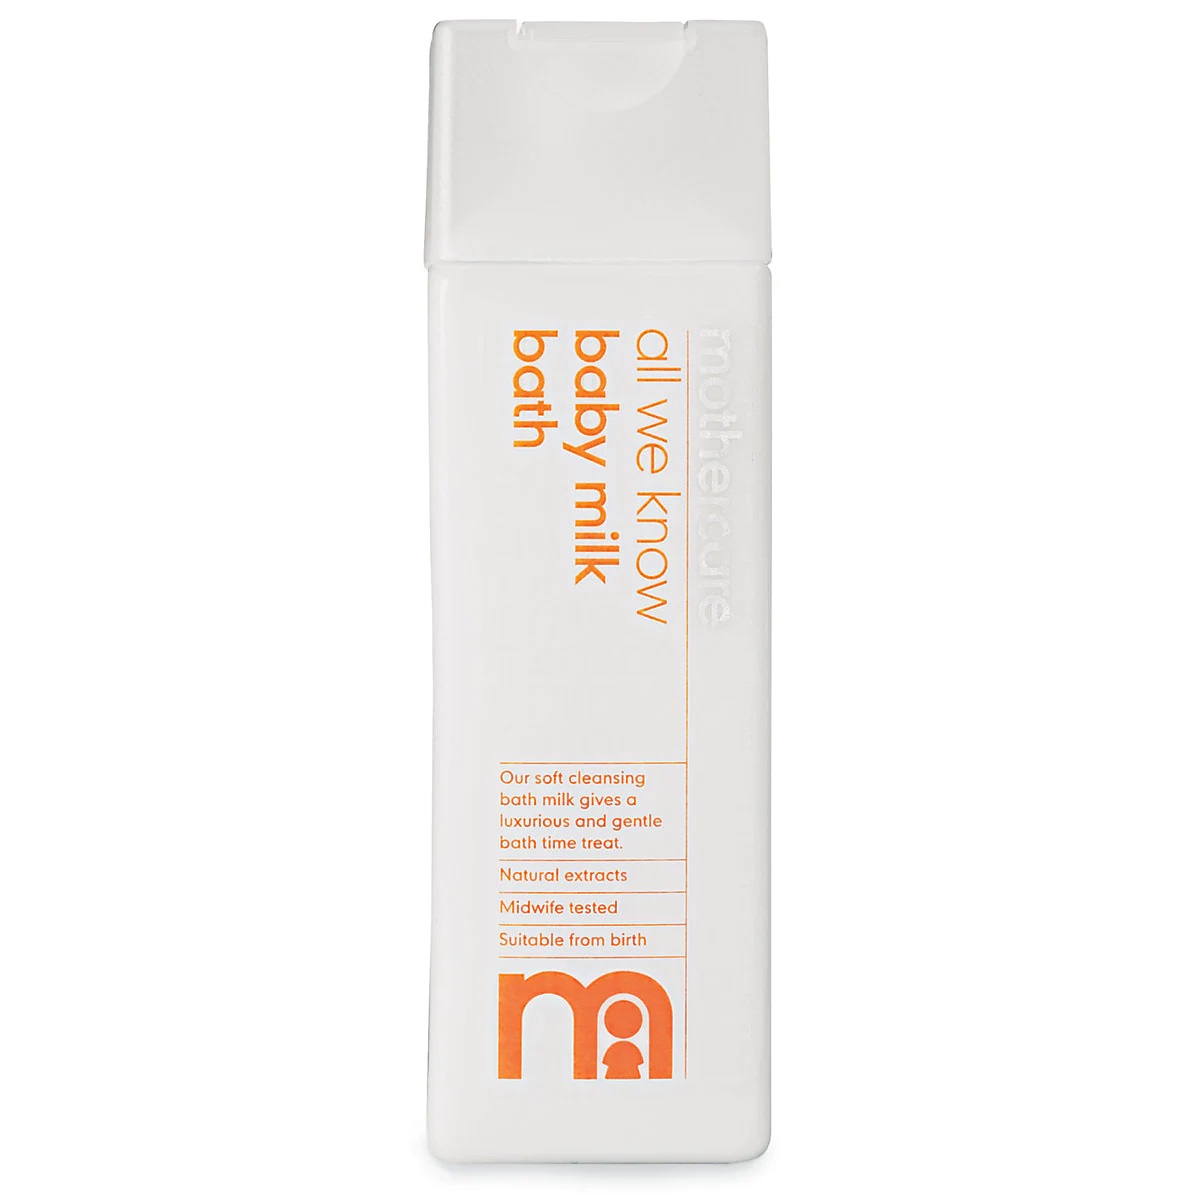 mothercare
all we know
baby milk
bath
Our soft cleansing
bath milk gives a
luxurious and gentle
bath time treat.
Natural extracts
Midwife tested
Suitable from birth
m